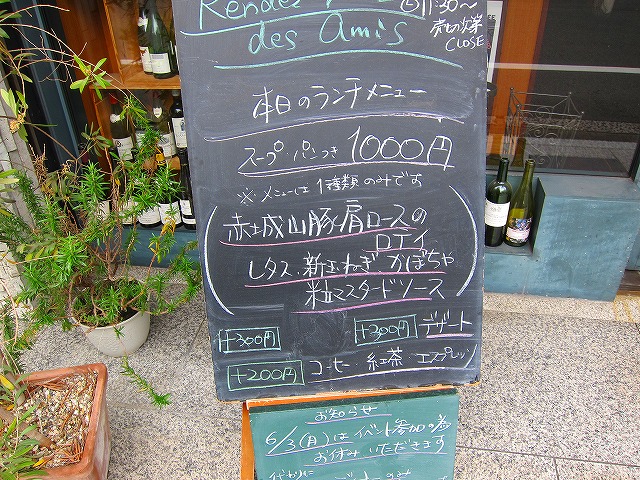 Rendez
des Amis
11:30〜
売切次第
CLOSE
本日のランチメニュー
スープ・パンつき 1000円
※メニューは1種類のみです
赤城山豚肩ロースの
ロティ
レタス、新玉ねぎ かぼちゃ
粒マスタードソース
+300円
+300円 デザート
+200円 コーヒー・紅茶・エスプレッソ
お知らせ
6/3(月)はイベント参加の為
お休みいただきます